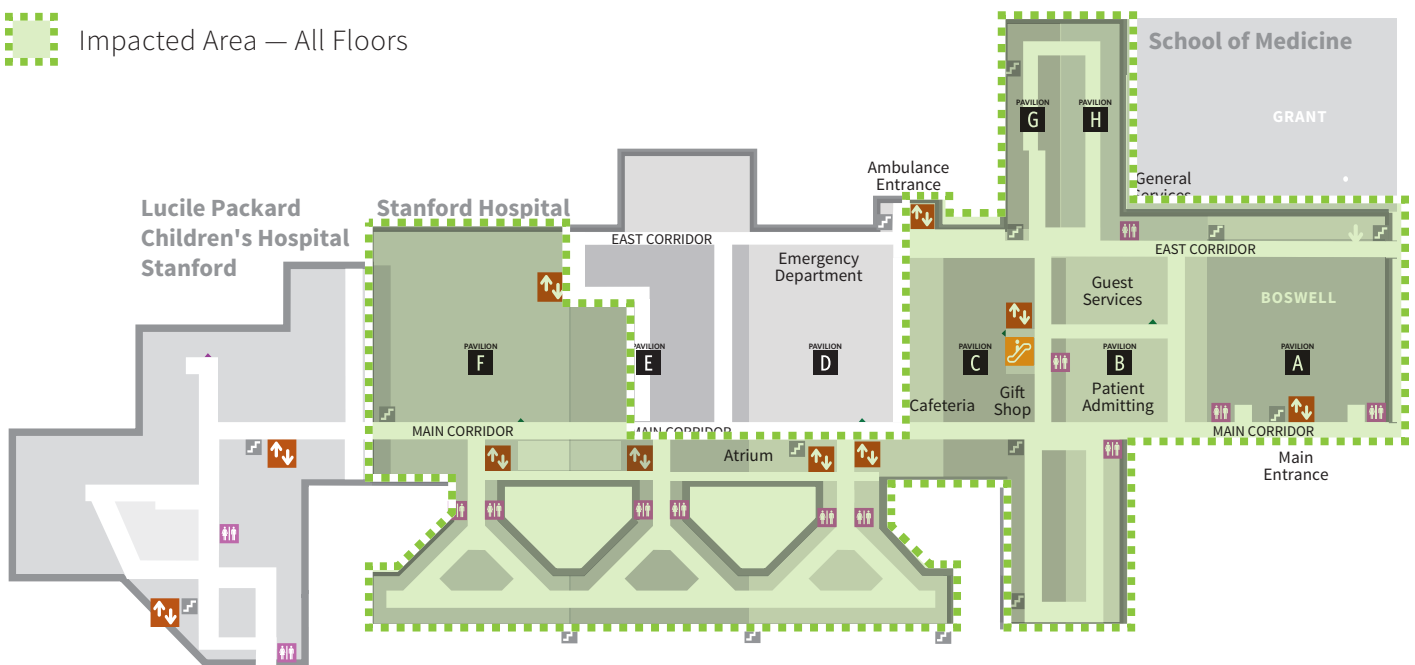 Impacted Area — All Floors
School of Medicine
GRANT
PAVILION
G
PAVILION
H
Ambulance
Entrance
General
Services
Lucile Packard
Children's Hospital
Stanford
Stanford Hospital
EAST CORRIDOR
EAST CORRIDOR
Emergency
Department
Guest
Services
BOSWELL
PAVILION
F
PAVILION
E
PAVILION
D
PAVILION
C
PAVILION
B
PAVILION
A
Cafeteria
Gift
Shop
Patient
Admitting
MAIN CORRIDOR
MAIN CORRIDOR
MAIN CORRIDOR
Atrium
Main
Entrance